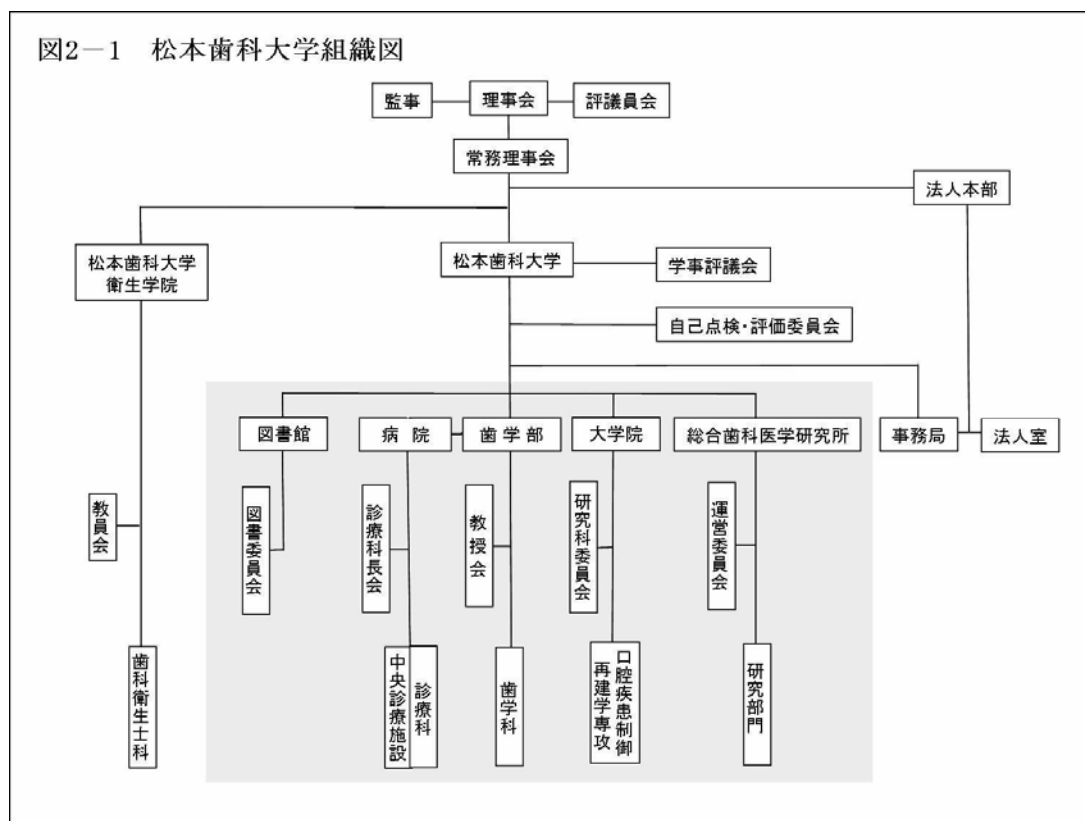 図2－1　松本歯科大学組織図
監事
理事会
評議員会
常務理事会
法人本部
松本歯科大学
衛生学院
松本歯科大学
学事評議会
自己点検・評価委員会
図書館
病院
歯学部
大学院
総合歯科医学研究所
事務局
法人室
教員会
図書委員会
診療科長会
教授会
研究科委員会
運営委員会
歯科衛生士科
中央診療施設
診療科
歯学科
口腔疾患制御
再建学専攻
研究部門